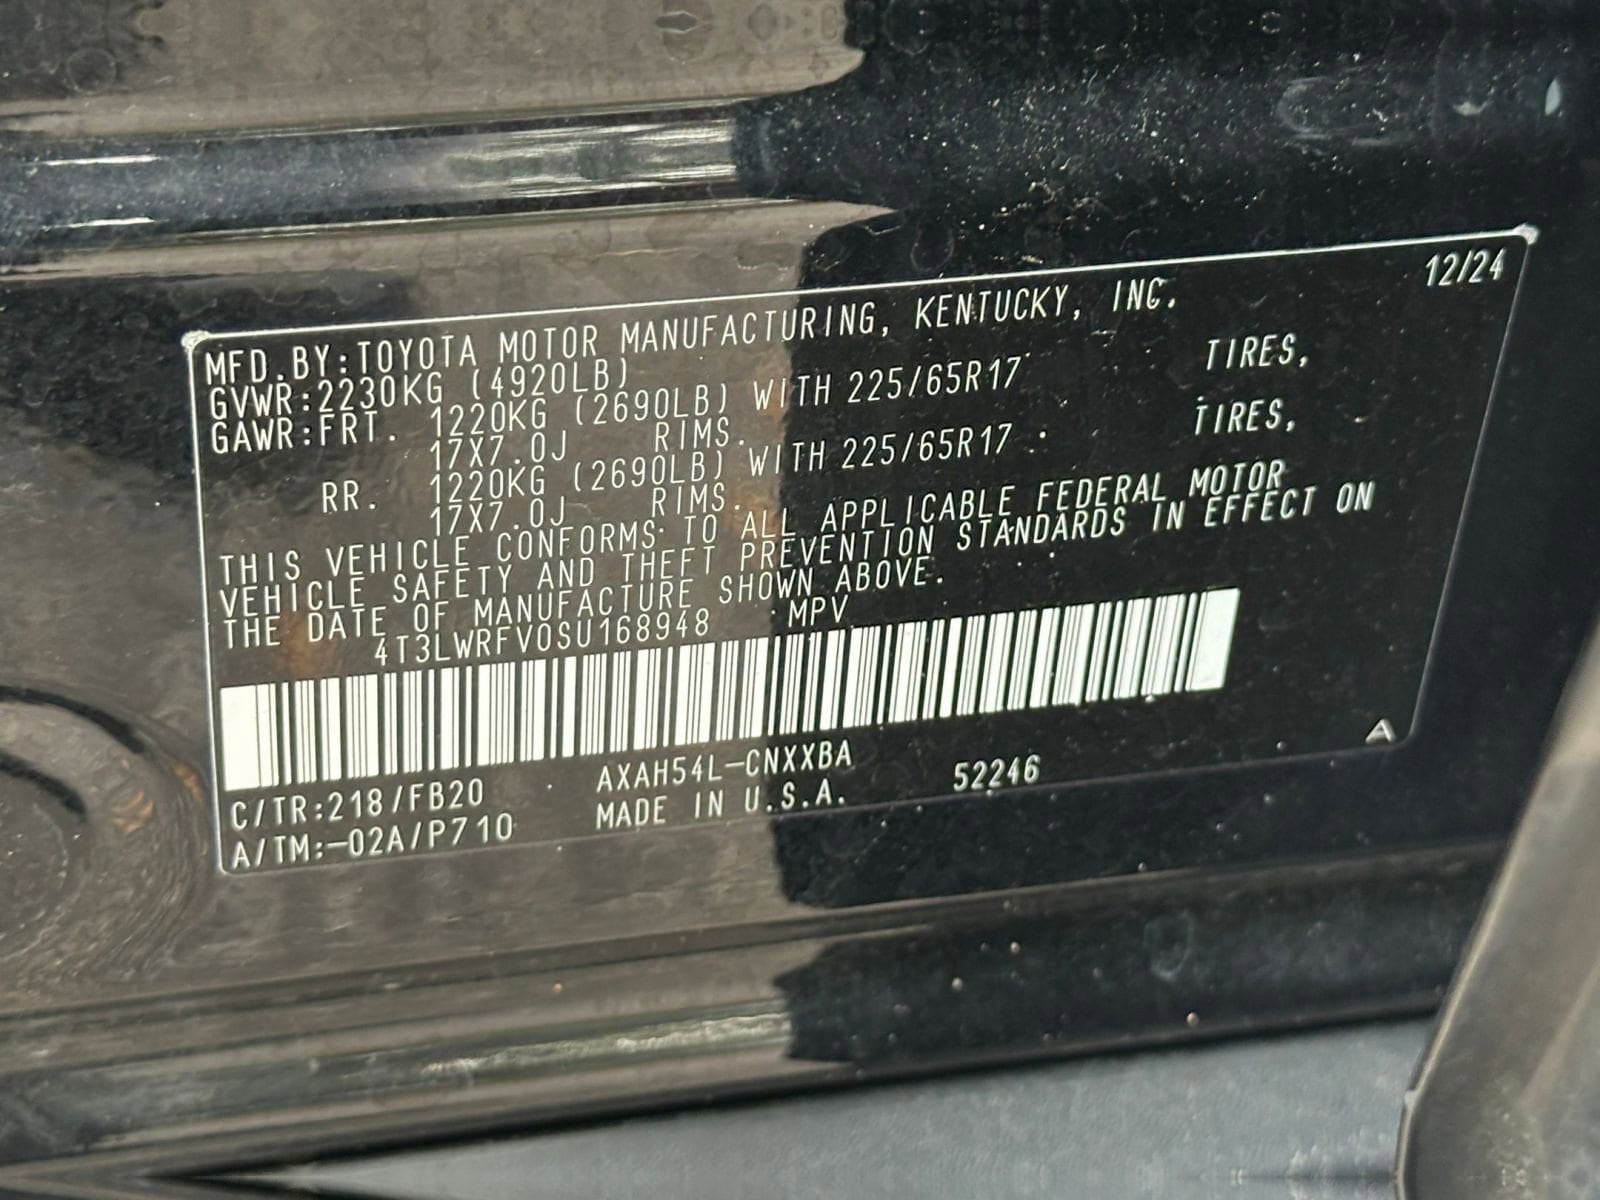 12/24
MFD.BY:TOYOTA MOTOR MANUFACTURING, KENTUCKY, INC.
GVWR:2230KG (4920LB)
GAWR:FRT. 1220KG (2690LB) WITH 225/65R17 TIRES,
17X7.0J RIMS.
RR. 1220KG (2690LB) WITH 225/65R17 TIRES,
17X7.0J RIMS.
THIS VEHICLE CONFORMS TO ALL APPLICABLE FEDERAL MOTOR
VEHICLE SAFETY AND THEFT PREVENTION STANDARDS IN EFFECT ON
THE DATE OF MANUFACTURE SHOWN ABOVE.
4T3LWRFV0SU168948 MPV
C/TR:218/FB20 AXAH54L-CNXXBA 52246 A
A/TM:-02A/P710 MADE IN U.S.A.